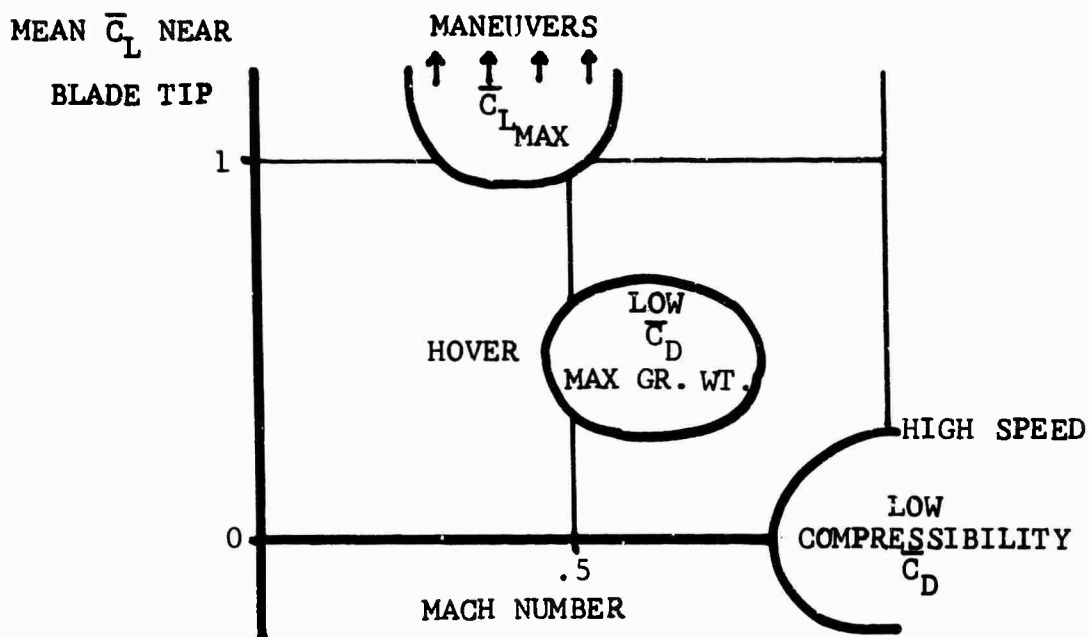 MEAN C̅L NEAR
BLADE TIP
MANEUVERS
C̅LMAX
1
LOW
C̅D
MAX GR. WT.
HOVER
HIGH SPEED
LOW
COMPRESSIBILITY
C̅D
0
.5
MACH NUMBER